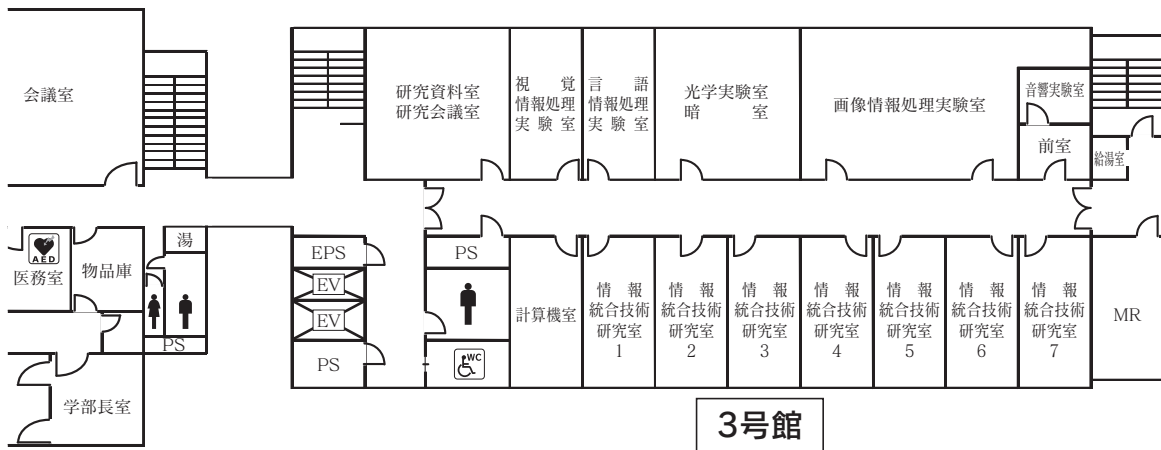 会議室
研究資料室
研究会議室
視覚
情報処理
実験室
言語
情報処理
実験室
光学実験室
暗室
画像情報処理実験室
音響実験室
前室
給湯室
AED
医務室
物品庫
湯
PS
学部長室
EPS
EV
EV
PS
PS
WC
計算機室
情報
統合技術
研究室
1
情報
統合技術
研究室
2
情報
統合技術
研究室
3
情報
統合技術
研究室
4
情報
統合技術
研究室
5
情報
統合技術
研究室
6
情報
統合技術
研究室
7
MR
3号館